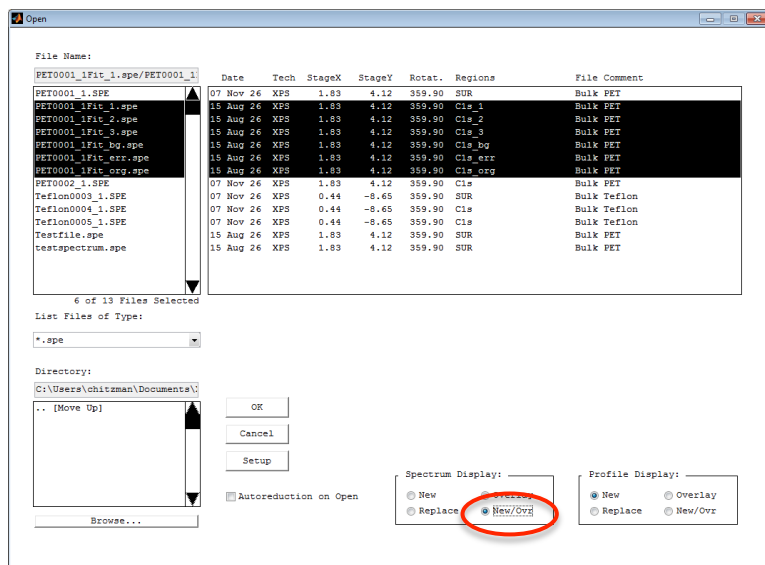 Open
File Name:
PET0001_1Fit_1.spe/PET0001_1
Date Tech StageX StageY Rotat. Regions File Comment
PET0001_1.SPE 07 Nov 26 XPS 1.83 4.12 359.90 SUR Bulk PET
PET0001_1Fit_1.spe 15 Aug 26 XPS 1.83 4.12 359.90 C1s_1 Bulk PET
PET0001_1Fit_2.spe 15 Aug 26 XPS 1.83 4.12 359.90 C1s_2 Bulk PET
PET0001_1Fit_3.spe 15 Aug 26 XPS 1.83 4.12 359.90 C1s_3 Bulk PET
PET0001_1Fit_bg.spe 15 Aug 26 XPS 1.83 4.12 359.90 C1s_bg Bulk PET
PET0001_1Fit_err.spe 15 Aug 26 XPS 1.83 4.12 359.90 C1s_err Bulk PET
PET0001_1Fit_org.spe 15 Aug 26 XPS 1.83 4.12 359.90 C1s_org Bulk PET
PET0002_1.SPE 07 Nov 26 XPS 1.83 4.12 359.90 C1s Bulk PET
Teflon0003_1.SPE 07 Nov 26 XPS 0.44 -8.65 359.90 SUR Bulk Teflon
Teflon0004_1.SPE 07 Nov 26 XPS 0.44 -8.65 359.90 C1s Bulk Teflon
Teflon0005_1.SPE 07 Nov 26 XPS 0.44 -8.65 359.90 C1s Bulk Teflon
Testfile.spe 15 Aug 26 XPS 1.83 4.12 359.90 SUR Bulk PET
testspectrum.spe 15 Aug 26 XPS 1.83 4.12 359.90 SUR Bulk PET
6 of 13 Files Selected
List Files of Type:
*.spe
Directory:
C:\Users\chitzman\Documents\
.. [Move Up]
OK
Cancel
Setup
Autoreduction on Open
Browse...
Spectrum Display:
New Overlay
Replace New/Ovr
Profile Display:
New Overlay
Replace New/Ovr